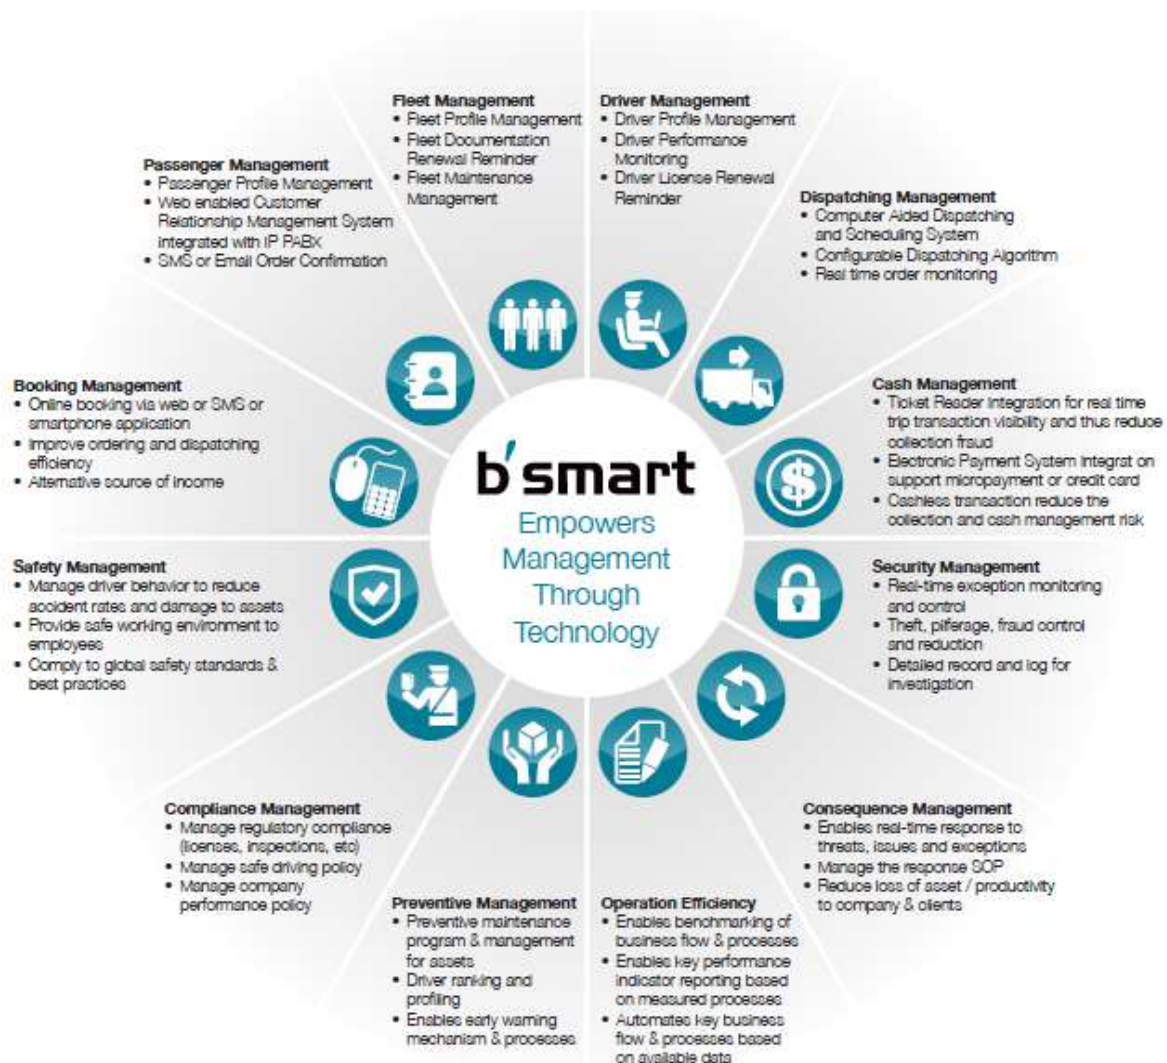 Fleet Management
• Fleet Profile Management
• Fleet Documentation
Renewal Reminder
• Fleet Maintenance
Management
Driver Management
• Driver Profile Management
• Driver Performance
Monitoring
• Driver License Renewal
Reminder
Passenger Management
• Passenger Profile Management
• Web enabled Customer
Relationship Management System
integrated with IP PABX
• SMS or Email Order Confirmation
Dispatching Management
• Computer Aided Dispatching
and Scheduling System
• Configurable Dispatching Algorithm
• Real time order monitoring
Booking Management
• Online booking via web or SMS or
smartphone application
• Improve ordering and dispatching
efficiency
• Alternative source of income
Cash Management
• Ticket Reader Integration for real time
trip transaction visibility and thus reduce
collection fraud
• Electronic Payment System Integrat on
support micropayment or credit card
• Cashless transaction reduce the
collection and cash management risk
b'smart
Empowers
Management
Through
Technology
Safety Management
• Manage driver behavior to reduce
accident rates and damage to assets
• Provide safe working environment to
employees
• Comply to global safety standards &
best practices
Security Management
• Real-time exception monitoring
and control
• Theft, pilferage, fraud control
and reduction
• Detailed record and log for
investigation
Compliance Management
• Manage regulatory compliance
(licenses, inspections, etc)
• Manage safe driving policy
• Manage company
performance policy
Consequence Management
• Enables real-time response to
threats, issues and exceptions
• Manage the response SOP
• Reduce loss of asset / productivity
to company & clients
Preventive Management
• Preventive maintenance
program & management
for assets
• Driver ranking and
profiling
• Enables early warning
mechanism & processes
Operation Efficiency
• Enables benchmarking of
business flow & processes
• Enables key performance
indicator reporting based
on measured processes
• Automates key business
flow & processes based
on available data